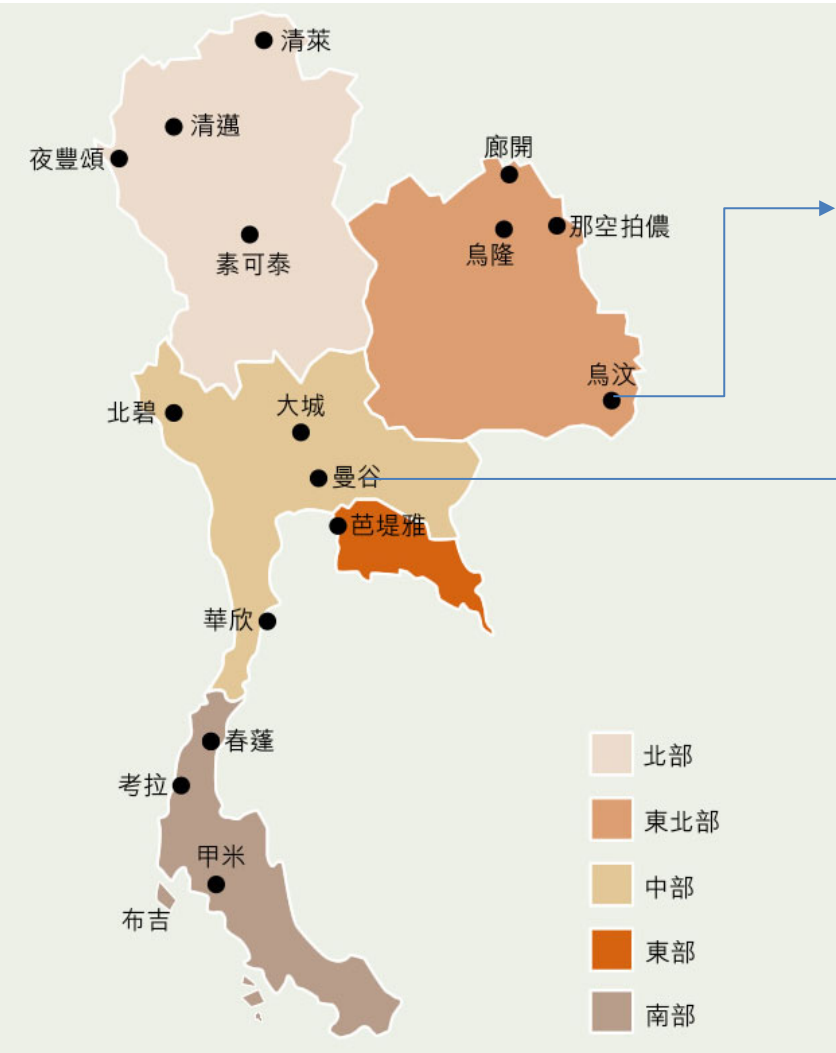 清萊
清邁
夜豐頌
素可泰
廊開
那空拍儂
烏隆
烏汶
北碧
大城
曼谷
芭堤雅
華欣
春蓬
考拉
甲米
布吉
北部
東北部
中部
東部
南部